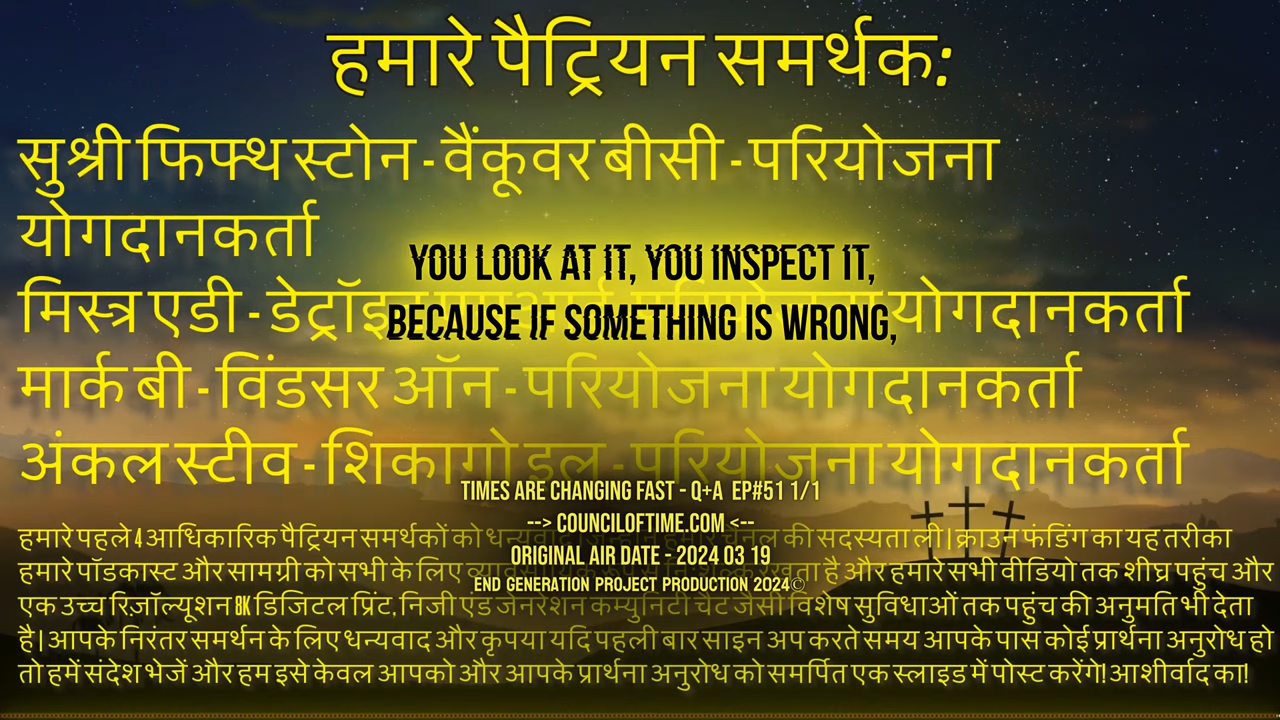 हमारे पैट्रियन समर्थक:
सुश्री फिफ्थ स्टोन - वैंकूवर बीसी - परियोजना
योगदानकर्ता
YOU LOOK AT IT, YOU INSPECT IT,
मिस्त्र एडी - डेट्रॉइ योगदानकर्ता
BECAUSE IF SOMETHING IS WRONG,
मार्क बी - विंडसर ऑन - परियोजना योगदानकर्ता
अंकल स्टीव - शिकागो इल - परियोजना योगदानकर्ता
TIMES ARE CHANGING FAST - Q+A EP#51 1/1
--> COUNCILOFTIME.COM <--
हमारे पहले 4 आधिकारिक पैट्रियन समर्थकों को धन्यवाद जिन्होंने हमारे चैनल की सदस्यता ली। क्राउन फंडिंग का यह तरीका
ORIGINAL AIR DATE - 2024 03 19
हमारे पॉडकास्ट और सामग्री को सभी के लिए है और हमारे सभी वीडियो तक शीघ्र पहुंच और
END GENERATION PROJECT PRODUCTION 2024©
एक उच्च रिज़ॉल्यूशन 8K डिजिटल प्रिंट, निजी एंड जनरेशन कम्युनिटी चैट जैसी विशेष सुविधाओं तक पहुंच की अनुमति भी देता
है। आपके निरंतर समर्थन के लिए धन्यवाद और कृपया यदि पहली बार साइन अप करते समय आपके पास कोई प्रार्थना अनुरोध हो
तो हमें संदेश भेजें और हम इसे केवल आपको और आपके प्रार्थना अनुरोध को समर्पित एक स्लाइड में पोस्ट करेंगे! आशीर्वाद का!